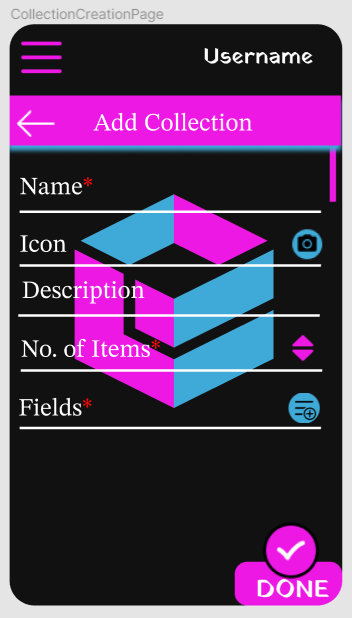 CollectionCreationPage
Username
Add Collection
Name*
Icon
Description
No. of Items*
Fields*
DONE